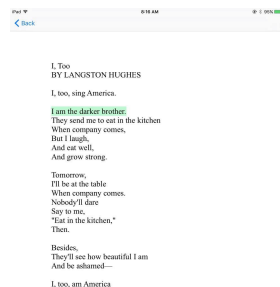 iPad
8:16 AM
95%
Back
I, Too
BY LANGSTON HUGHES
I, too, sing America.
I am the darker brother.
They send me to eat in the kitchen
When company comes,
But I laugh,
And eat well,
And grow strong.
Tomorrow,
I'll be at the table
When company comes.
Nobody'll dare
Say to me,
"Eat in the kitchen,"
Then.
Besides,
They'll see how beautiful I am
And be ashamed—
I, too, am America